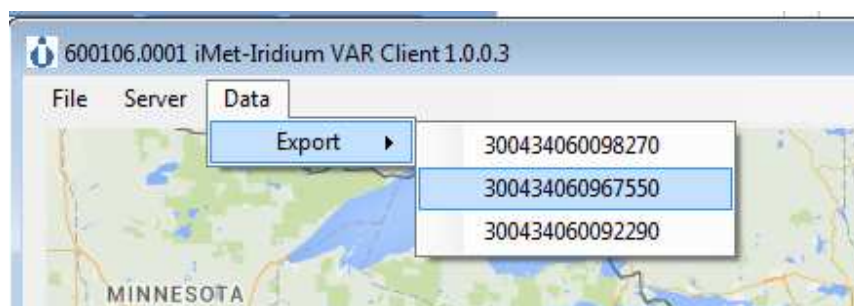 600106.0001 iMet-Iridium VAR Client 1.0.0.3
File Server Data
Export
300434060098270
300434060967550
300434060092290
MINNESOTA